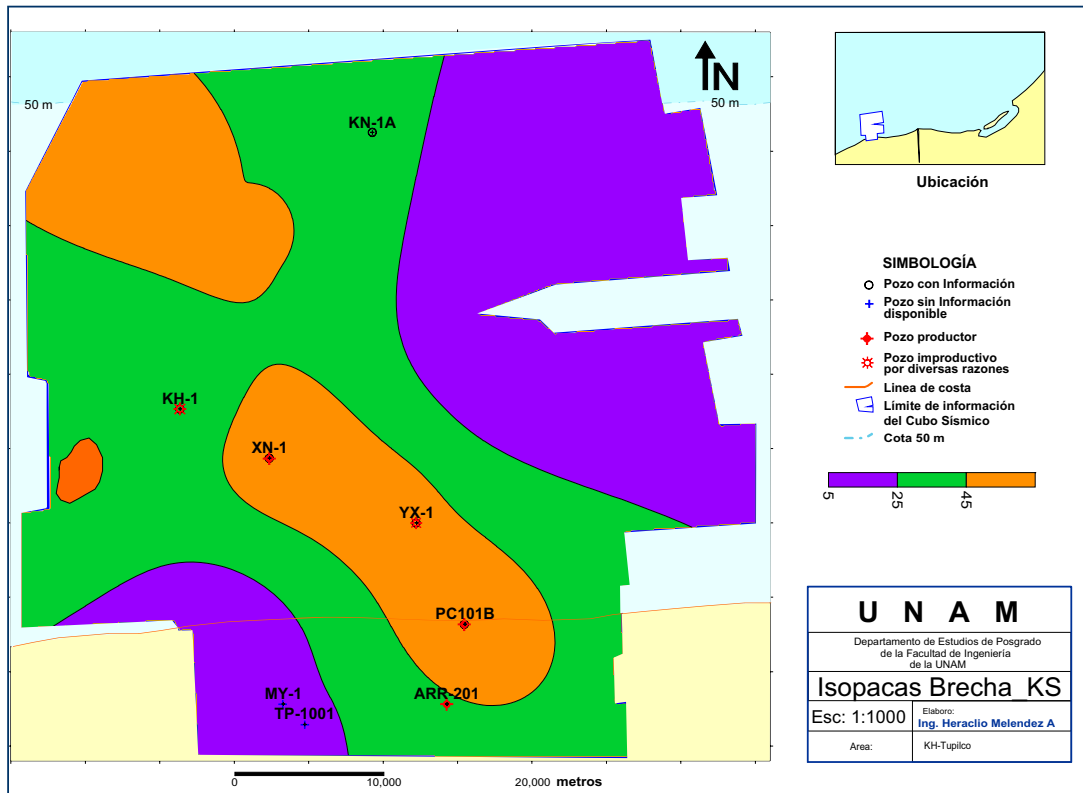 50 m
N
50 m
KN-1A
KH-1
XN-1
YX-1
PC101B
MY-1
TP-1001
ARR-201
0
10,000
20,000
metros
Ubicación
SIMBOLOGÍA
Pozo con Información
Pozo sin Información
disponible
Pozo productor
Pozo improductivo
por diversas razones
Linea de costa
Límite de información
del Cubo Sísmico
Cota 50 m
5
25
45
U N A M
Departamento de Estudios de Posgrado
de la Facultad de Ingeniería
de la UNAM
Isopacas Brecha_KS
Esc: 1:1000
Elaboro:
Ing. Heraclio Melendez A
Area:
KH-Tupilco